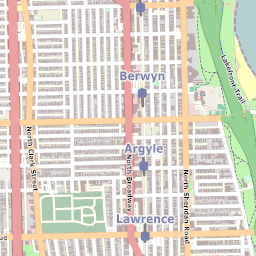 Berwyn
Lakefront Trail
Argyle
North Clark Street
North Broadway
North Sheridan Road
Lawrence